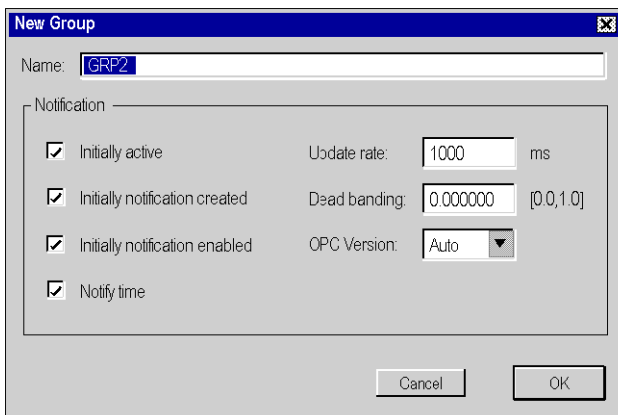 New Group
Name: GRP2
Notification
Initially active Update rate: 1000 ms
Initially notification created Dead banding: 0.000000 [0.0,1.0]
Initially notification enabled OPC Version: Auto
Notify time
Cancel OK